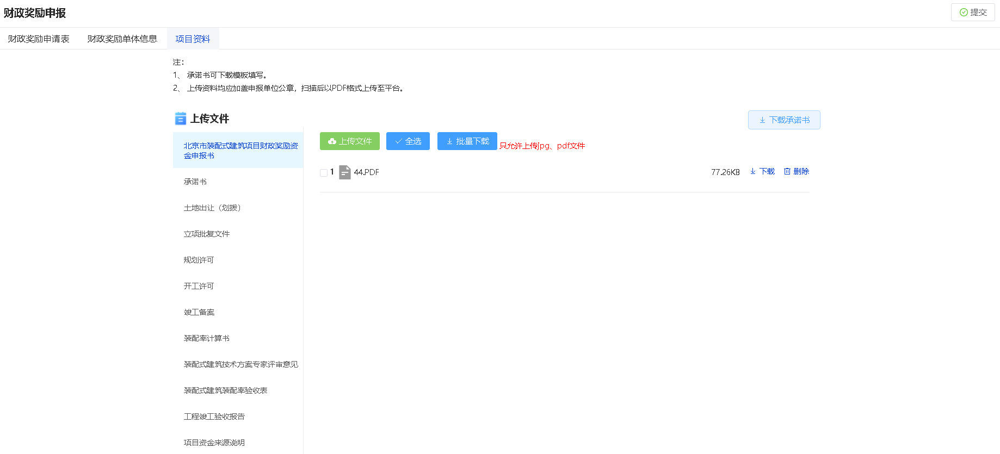 财政奖励申报
提交
财政奖励申请表 财政奖励单体信息 项目资料
注：
1、 承诺书可下载模板填写。
2、 上传资料均应加盖申报单位公章，扫描后以PDF格式上传至平台。
上传文件
下载承诺书
北京市装配式建筑项目财政奖励资
金申报书
承诺书
土地出让（划拨）
立项批复文件
规划许可
开工许可
竣工备案
装配率计算书
装配式建筑技术方案专家评审意见
装配式建筑装配率验收表
工程竣工验收报告
项目资金来源说明
上传文件 全选 批量下载 只允许上传jpg、pdf文件
1 44.PDF 77.26KB 下载 删除